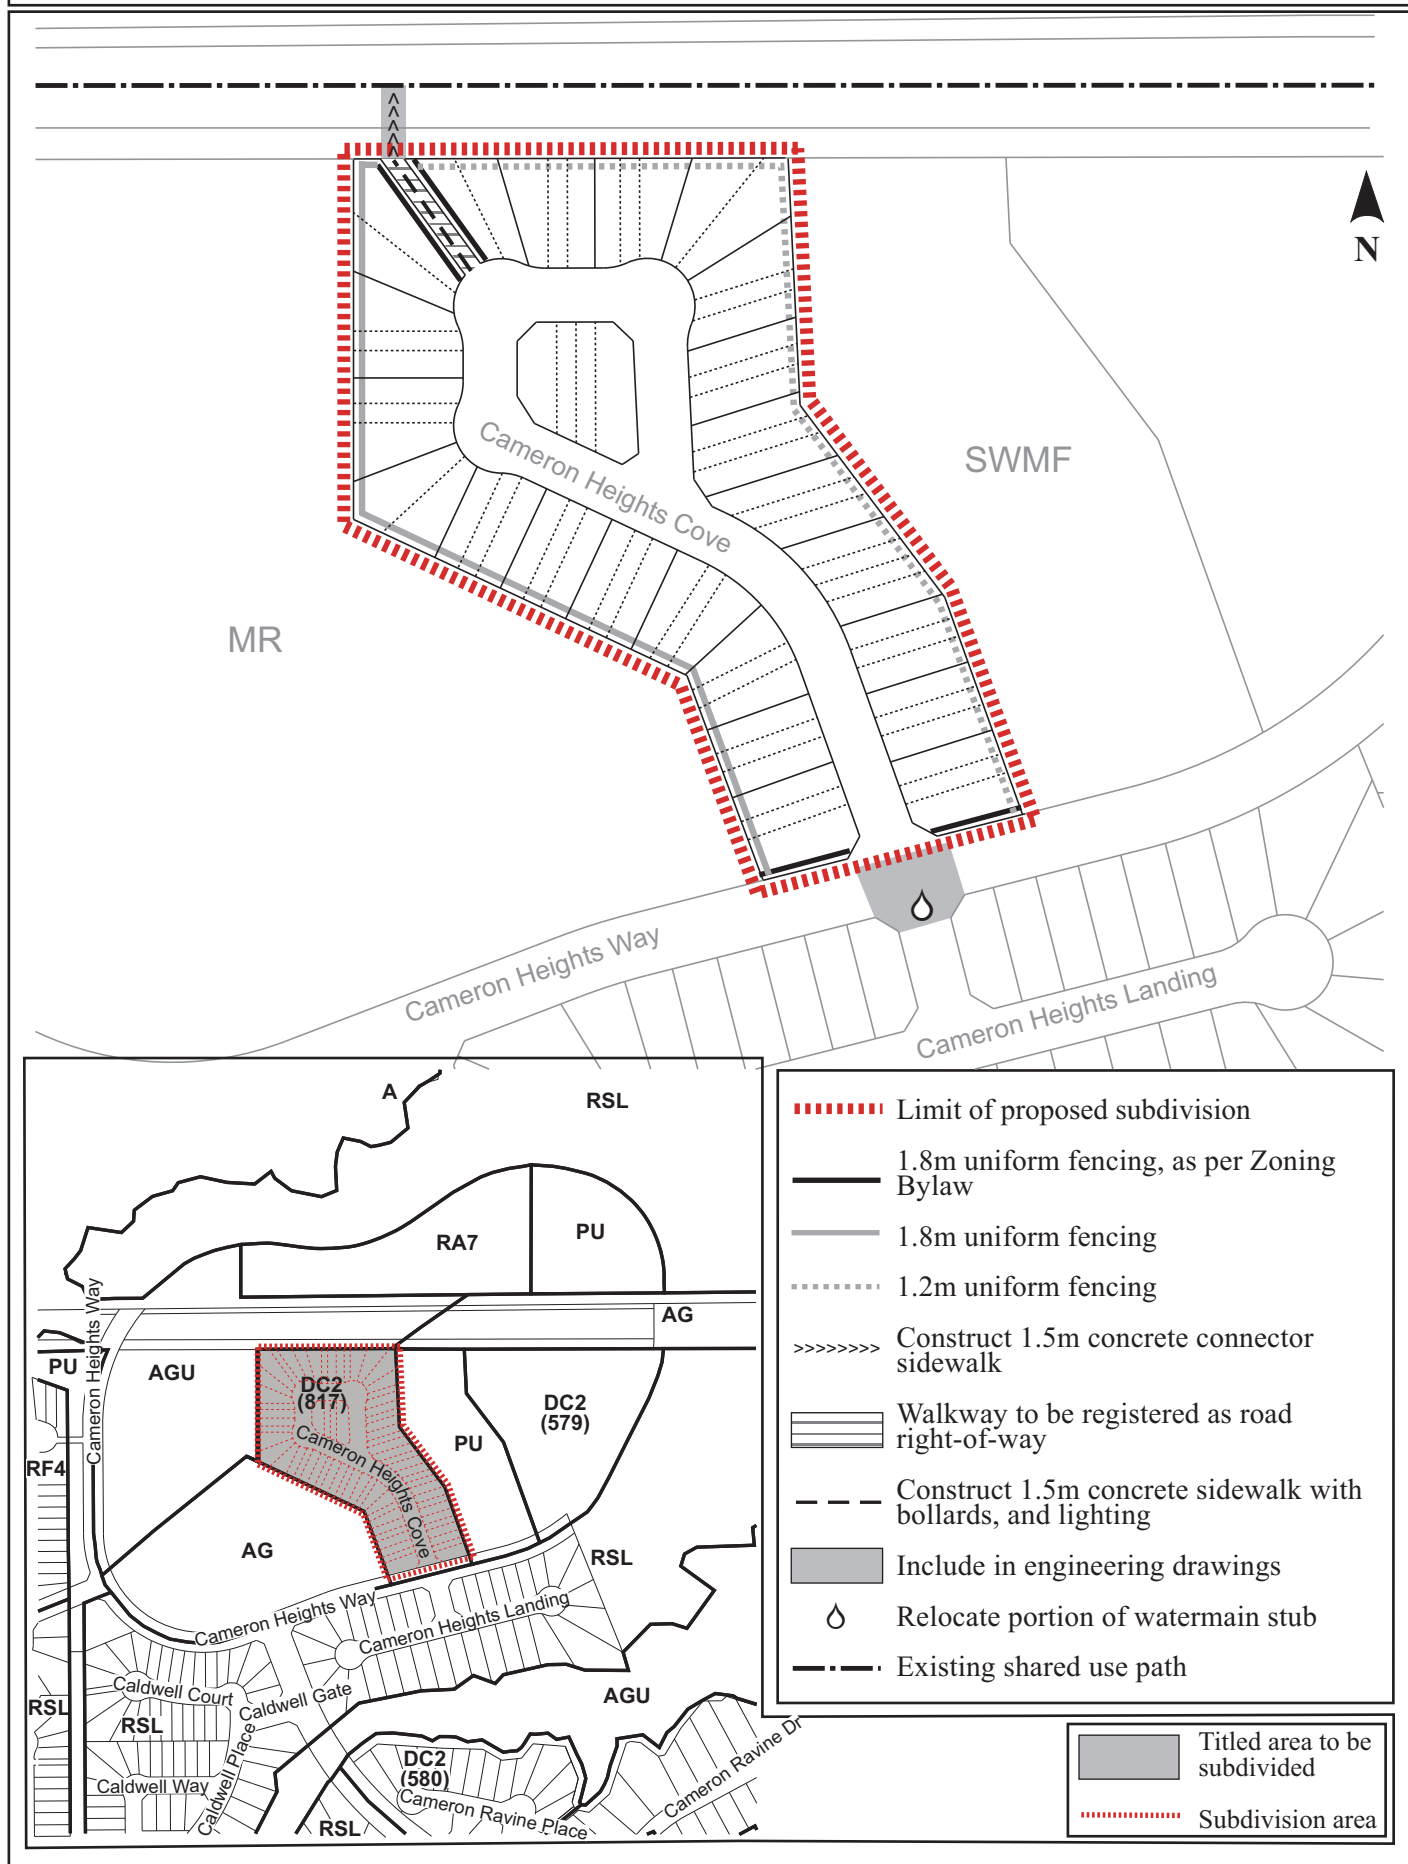 N
SWMF
Cameron Heights Cove
MR
Cameron Heights Way
Cameron Heights Landing
Limit of proposed subdivision
1.8m uniform fencing, as per Zoning
Bylaw
1.8m uniform fencing
1.2m uniform fencing
>>>>>>>> Construct 1.5m concrete connector
sidewalk
Walkway to be registered as road
right-of-way
Construct 1.5m concrete sidewalk with
bollards, and lighting
Include in engineering drawings
Relocate portion of watermain stub
Existing shared use path
Titled area to be
subdivided
Subdivision area
A
RSL
RA7
PU
Cameron Heights Way
AG
PU
AGU
DC2
(817)
DC2
(579)
PU
Cameron Heights Cove
RF4
AG
RSL
Cameron Heights Way
Cameron Heights Landing
Caldwell Court
Caldwell Gate
AGU
RSL
RSL
Caldwell Place
Caldwell Way
DC2
(580)
Cameron Ravine Dr
Cameron Ravine Place
RSL